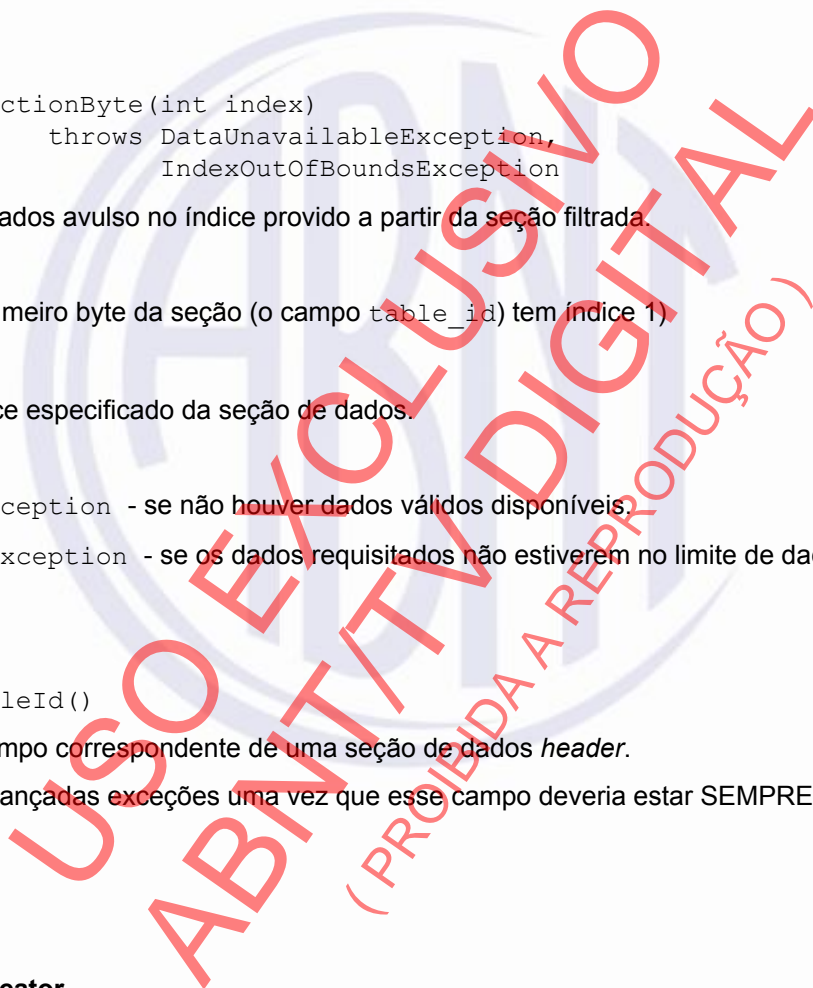 ctionByte(int index)
throws DataUnavailableException,
IndexOutOfBoundsException
ados avulso no índice provido a partir da seção filtrada.
meiro byte da seção (o campo table_id) tem índice 1)
ce especificado da seção de dados.
ception - se não houver dados válidos disponíveis.
xception - se os dados requisitados não estiverem no limite de da
leId()
mpo correspondente de uma seção de dados header.
ançadas exceções uma vez que esse campo deveria estar SEMPRE
USO EXCLUSIVO
ABNT/TV DIGITAL
( PROIBIDA A REPRODUÇÃO )
ABNT